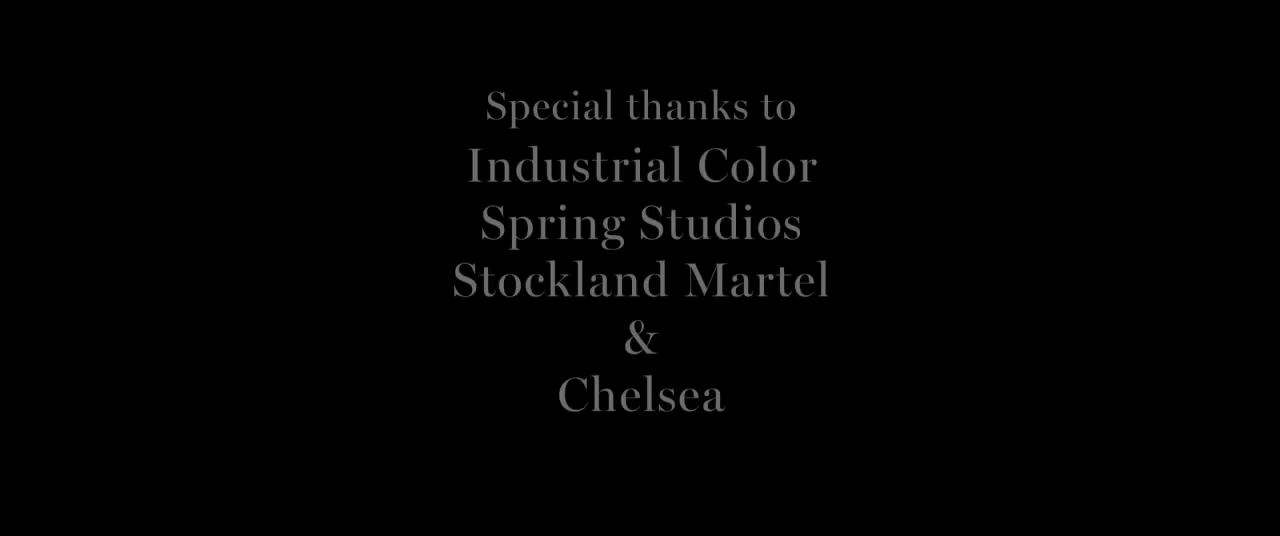 Special thanks to
Industrial Color
Spring Studios
Stockland Martel
&
Chelsea